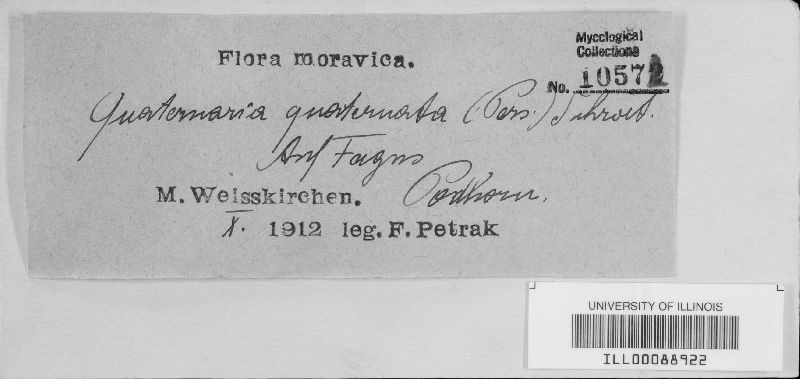 Flora moravica.
Mycological
Collections
No. 10572
Quaternaria quaternata (Pers.) Schroet.
Auf Fagus
M. Weisskirchen. Podhorn.
X. 1912 leg. F. Petrak
UNIVERSITY OF ILLINOIS
ILL00088922